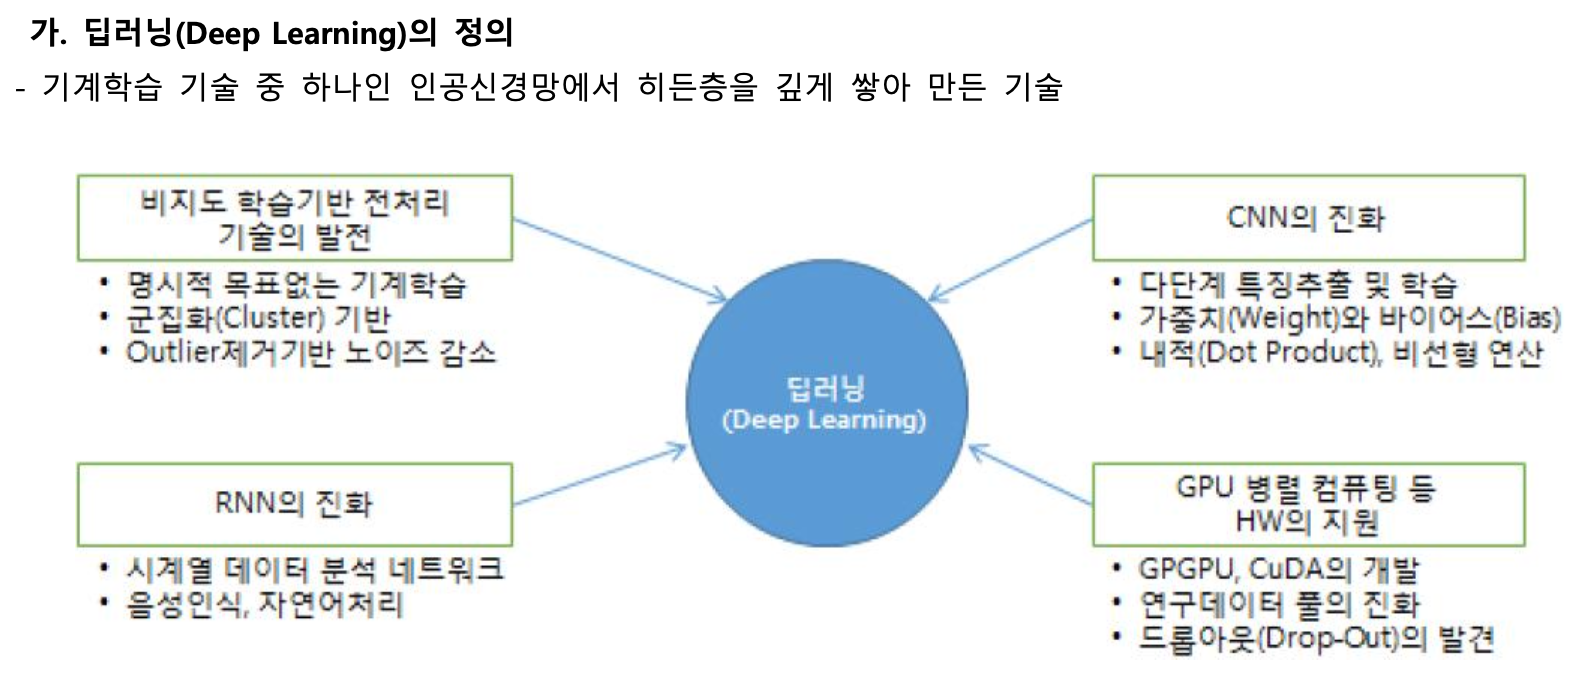 가. 딥러닝(Deep Learning)의 정의
- 기계학습 기술 중 하나인 인공신경망에서 히든층을 깊게 쌓아 만든 기술
비지도 학습기반 전처리
기술의 발전
• 명시적 목표없는 기계학습
• 군집화(Cluster) 기반
• Outlier제거기반 노이즈 감소
CNN의 진화
• 다단계 특징추출 및 학습
• 가중치(Weight)와 바이어스(Bias)
• 내적(Dot Product), 비선형 연산
딥러닝
(Deep Learning)
RNN의 진화
• 시계열 데이터 분석 네트워크
• 음성인식, 자연어처리
GPU 병렬 컴퓨팅 등
HW의 지원
• GPGPU, CuDA의 개발
• 연구데이터 풀의 진화
• 드롭아웃(Drop-Out)의 발견